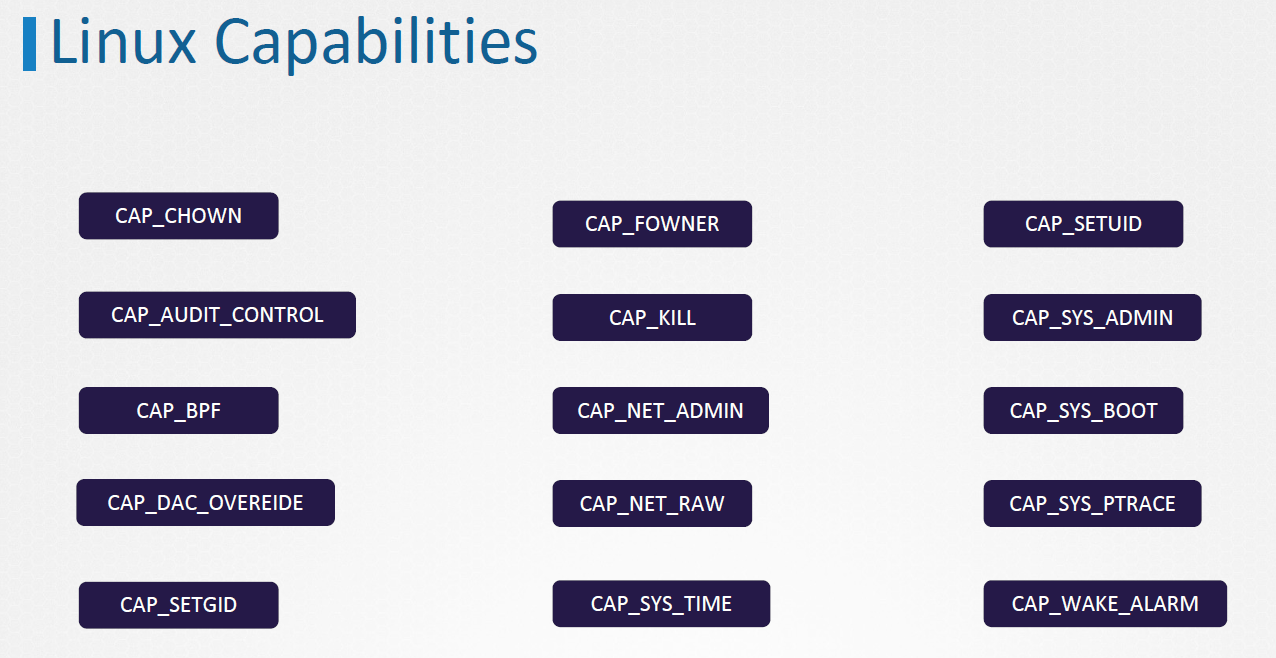 Linux Capabilities
CAP_CHOWN
CAP_FOWNER
CAP_SETUID
CAP_AUDIT_CONTROL
CAP_KILL
CAP_SYS_ADMIN
CAP_BPF
CAP_NET_ADMIN
CAP_SYS_BOOT
CAP_DAC_OVEREIDE
CAP_NET_RAW
CAP_SYS_PTRACE
CAP_SETGID
CAP_SYS_TIME
CAP_WAKE_ALARM